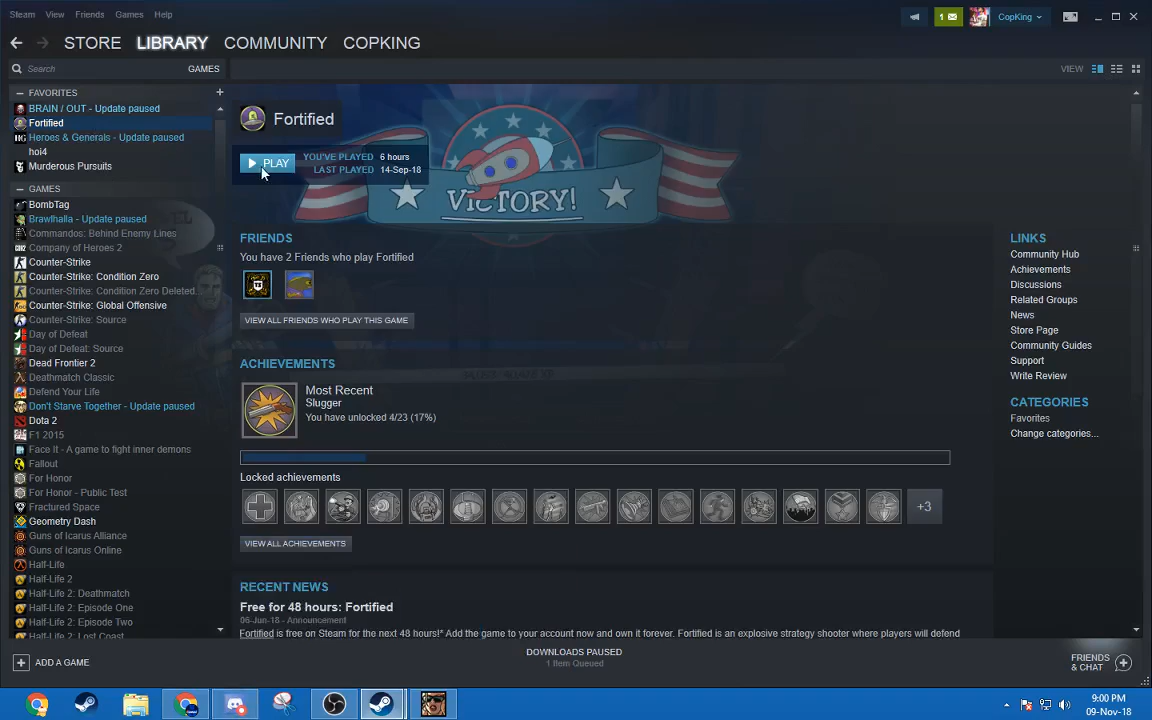 Steam View Friends Games Help
1
CopKing
STORE LIBRARY COMMUNITY COPKING
Search GAMES
VIEW
FAVORITES
BRAIN / OUT - Update paused
Fortified
Heroes & Generals - Update paused
hoi4
Murderous Pursuits
GAMES
BombTag
Brawlhalla - Update paused
Commandos: Behind Enemy Lines
Company of Heroes 2
Counter-Strike
Counter-Strike: Condition Zero
Counter-Strike: Condition Zero Deleted...
Counter-Strike: Global Offensive
Counter-Strike: Source
Day of Defeat
Day of Defeat: Source
Dead Frontier 2
Deathmatch Classic
Defend Your Life
Don't Starve Together - Update paused
Dota 2
F1 2015
Face It - A game to fight inner demons
Fallout
For Honor
For Honor - Public Test
Fractured Space
Geometry Dash
Guns of Icarus Alliance
Guns of Icarus Online
Half-Life
Half-Life 2
Half-Life 2: Deathmatch
Half-Life 2: Episode One
Half-Life 2: Episode Two
Half-Life 2: Lost Coast
Fortified
PLAY
YOU'VE PLAYED 6 hours
LAST PLAYED 14-Sep-18
VICTORY!
FRIENDS
You have 2 Friends who play Fortified
VIEW ALL FRIENDS WHO PLAY THIS GAME
ACHIEVEMENTS
Most Recent
Slugger
You have unlocked 4/23 (17%)
Locked achievements
+3
VIEW ALL ACHIEVEMENTS
RECENT NEWS
Free for 48 hours: Fortified
06-Jun-18 - Announcement
Fortified is free on Steam for the next 48 hours!* Add the game to your account now and own it forever. Fortified is an explosive strategy shooter where players will defend
LINKS
Community Hub
Achievements
Discussions
Related Groups
News
Store Page
Community Guides
Support
Write Review
CATEGORIES
Favorites
Change categories...
ADD A GAME
DOWNLOADS PAUSED
1 Item Queued
FRIENDS
& CHAT
9:00 PM
09-Nov-18